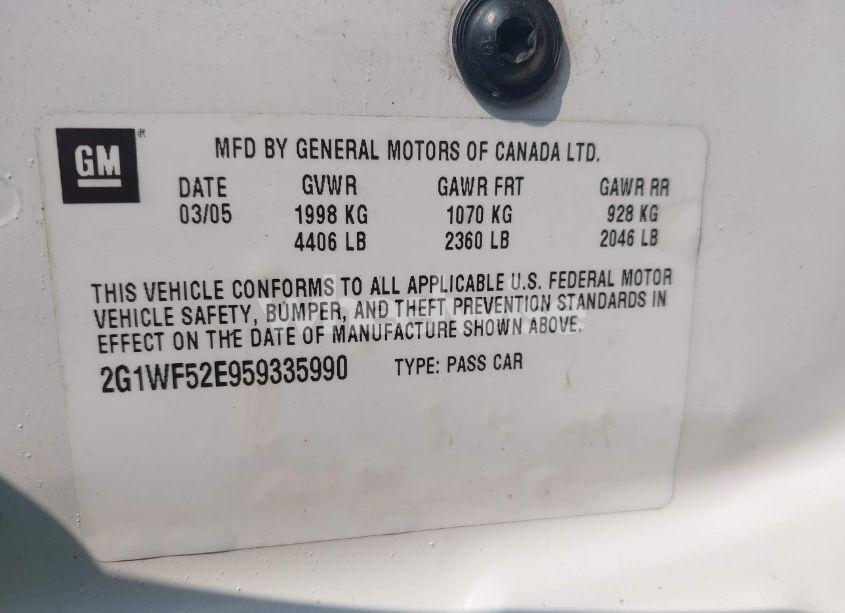 GM ® MFD BY GENERAL MOTORS OF CANADA LTD.
DATE GVWR GAWR FRT GAWR RR
03/05 1998 KG 1070 KG 928 KG
4406 LB 2360 LB 2046 LB
THIS VEHICLE CONFORMS TO ALL APPLICABLE U.S. FEDERAL MOTOR
VEHICLE SAFETY, BUMPER, AND THEFT PREVENTION STANDARDS IN
EFFECT ON THE DATE OF MANUFACTURE SHOWN ABOVE.
2G1WF52E959335990 TYPE: PASS CAR